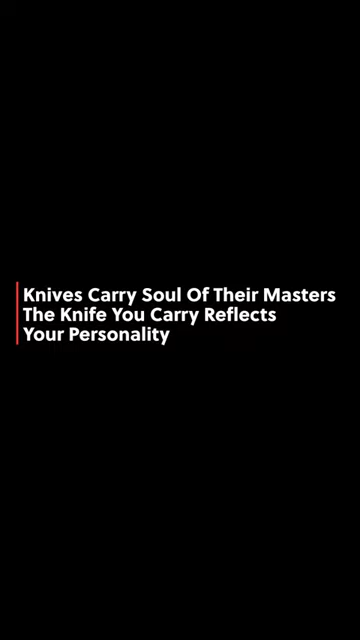 Knives Carry Soul Of Their Masters
The Knife You Carry Reflects
Your Personality